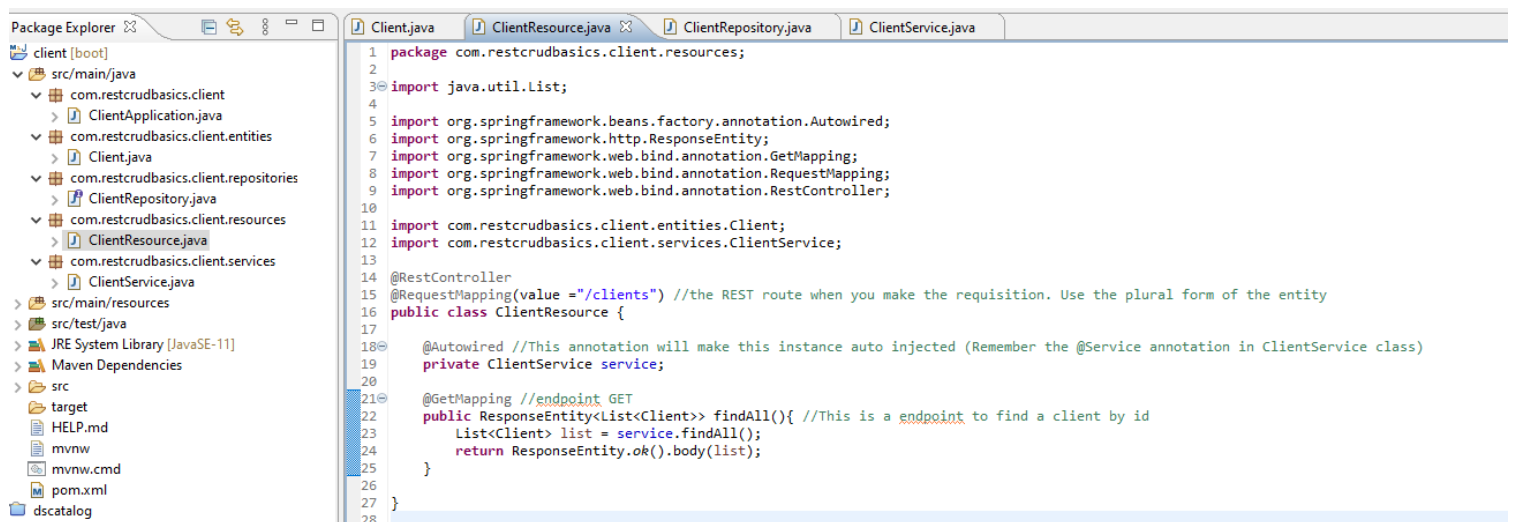 Package Explorer
client [boot]
src/main/java
com.restcrudbasics.client
ClientApplication.java
com.restcrudbasics.client.entities
Client.java
com.restcrudbasics.client.repositories
ClientRepository.java
com.restcrudbasics.client.resources
ClientResource.java
com.restcrudbasics.client.services
ClientService.java
src/main/resources
src/test/java
JRE System Library [JavaSE-11]
Maven Dependencies
src
target
HELP.md
mvnw
mvnw.cmd
pom.xml
dscatalog
Client.java ClientResource.java ClientRepository.java ClientService.java
1 package com.restcrudbasics.client.resources;
2
3 import java.util.List;
4
5 import org.springframework.beans.factory.annotation.Autowired;
6 import org.springframework.http.ResponseEntity;
7 import org.springframework.web.bind.annotation.GetMapping;
8 import org.springframework.web.bind.annotation.RequestMapping;
9 import org.springframework.web.bind.annotation.RestController;
10
11 import com.restcrudbasics.client.entities.Client;
12 import com.restcrudbasics.client.services.ClientService;
13
14 @RestController
15 @RequestMapping(value ="/clients") //the REST route when you make the requisition. Use the plural form of the entity
16 public class ClientResource {
17
18 @Autowired //This annotation will make this instance auto injected (Remember the @Service annotation in ClientService class)
19 private ClientService service;
20
21 @GetMapping //endpoint GET
22 public ResponseEntity<List<Client>> findAll(){ //This is a endpoint to find a client by id
23 List<Client> list = service.findAll();
24 return ResponseEntity.ok().body(list);
25 }
26
27 }
28